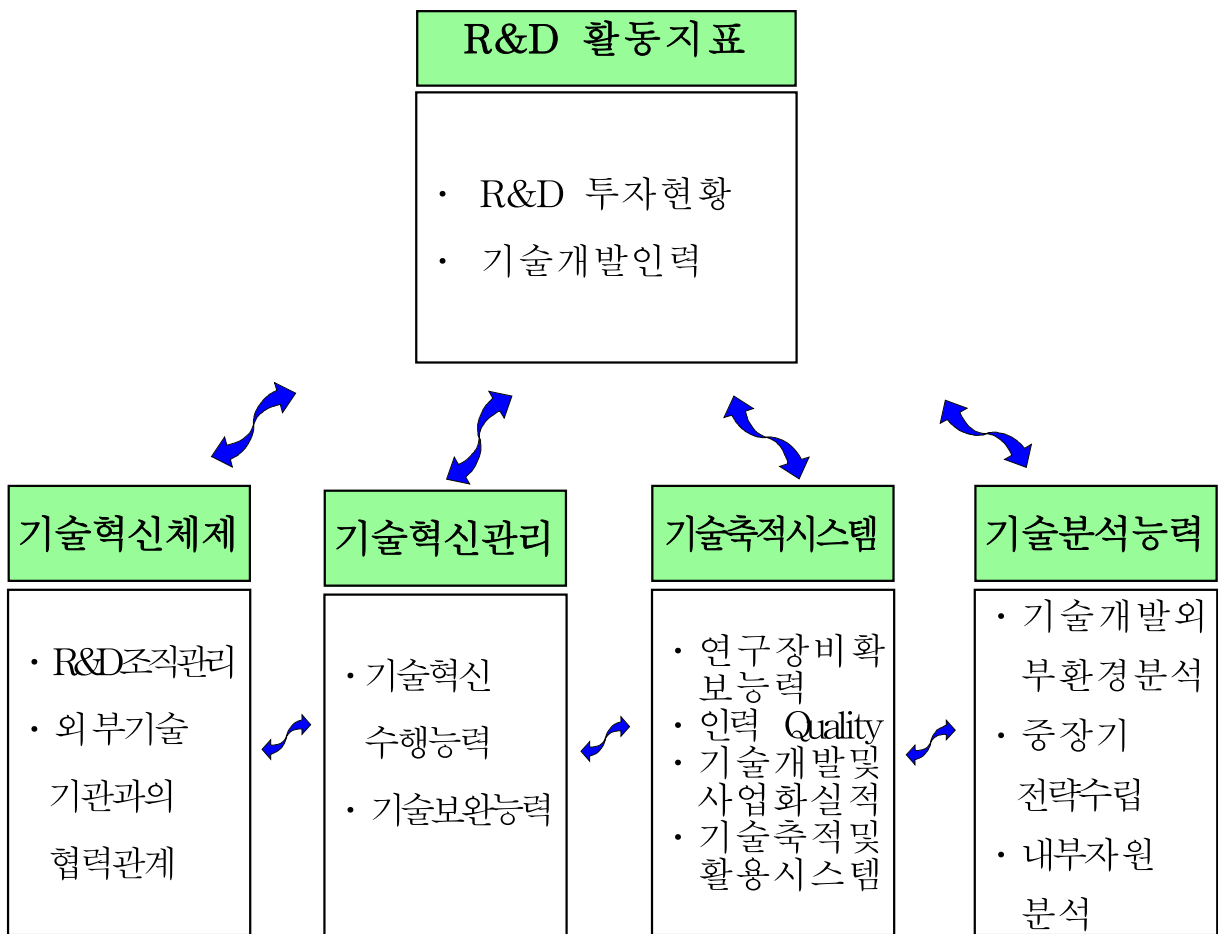 R&D 활동지표
· R&D 투자현황
· 기술개발인력
기술혁신체제
· R&D조직관리
· 외부기술
기관과의
협력관계
기술혁신관리
· 기술혁신
수행능력
· 기술보완능력
기술축적시스템
· 연구장비확
보능력
· 인력 Quality
· 기술개발및
사업화실적
· 기술축적및
활용시스템
기술분석능력
· 기술개발외
부환경분석
· 중장기
전략수립
· 내부자원
분석